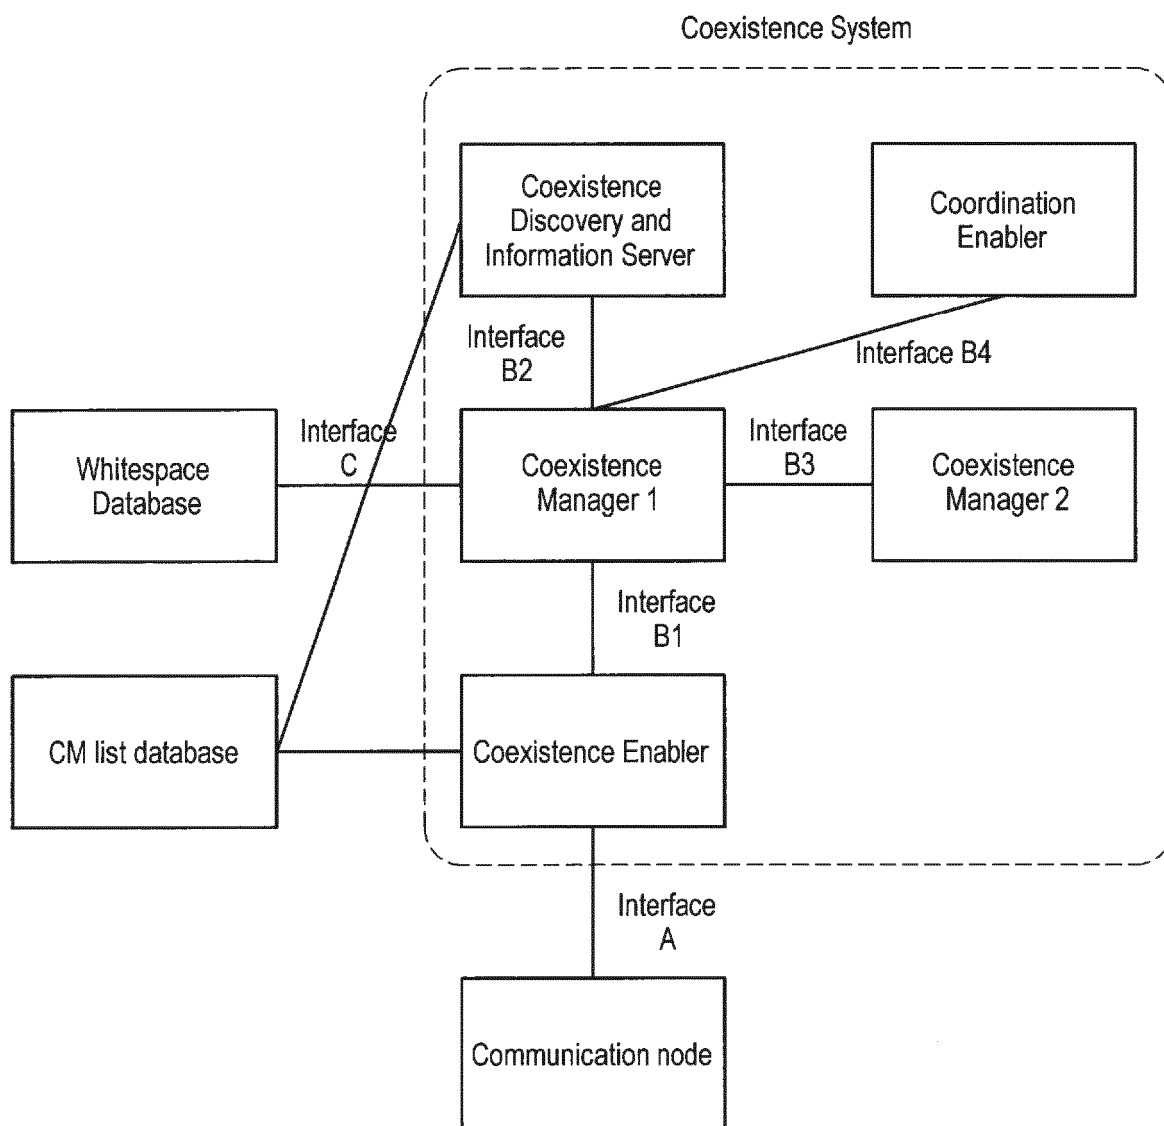 Coexistence System
Coexistence
Discovery and
Information Server
Coordination
Enabler
Interface
B2
Interface B4
Whitespace
Database
Interface
C
Coexistence
Manager 1
Interface
B3
Coexistence
Manager 2
Interface
B1
CM list database
Coexistence Enabler
Interface
A
Communication node